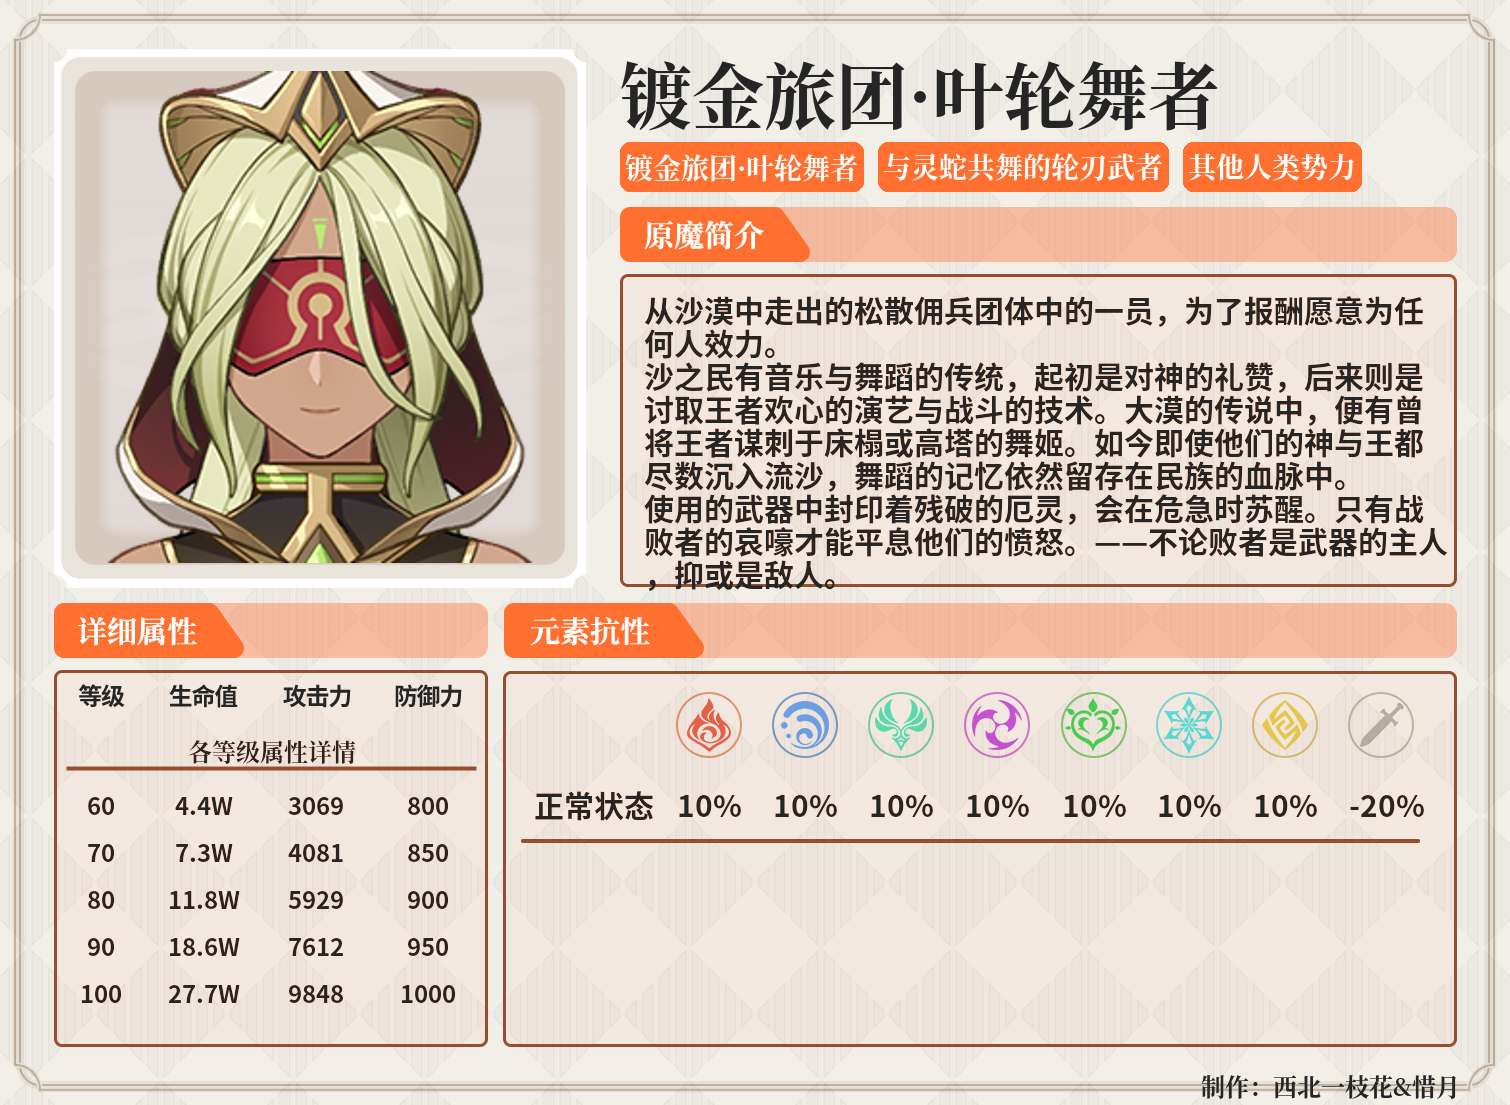 镀金旅团·叶轮舞者
镀金旅团·叶轮舞者 与灵蛇共舞的轮刃武者 其他人类势力
原魔简介
从沙漠中走出的松散佣兵团体中的一员，为了报酬愿意为任
何人效力。
沙之民有音乐与舞蹈的传统，起初是对神的礼赞，后来则是
讨取王者欢心的演艺与战斗的技术。大漠的传说中，便有曾
将王者谋刺于床榻或高塔的舞姬。如今即使他们的神与王都
尽数沉入流沙，舞蹈的记忆依然留存在民族的血脉中。
使用的武器中封印着残破的厄灵，会在危急时苏醒。只有战
败者的哀嚎才能平息他们的愤怒。——不论败者是武器的主人
，抑或是敌人。
详细属性
等级 生命值 攻击力 防御力
各等级属性详情
60 4.4W 3069 800
70 7.3W 4081 850
80 11.8W 5929 900
90 18.6W 7612 950
100 27.7W 9848 1000
元素抗性
正常状态 10% 10% 10% 10% 10% 10% 10% -20%
制作：西北一枝花&惜月